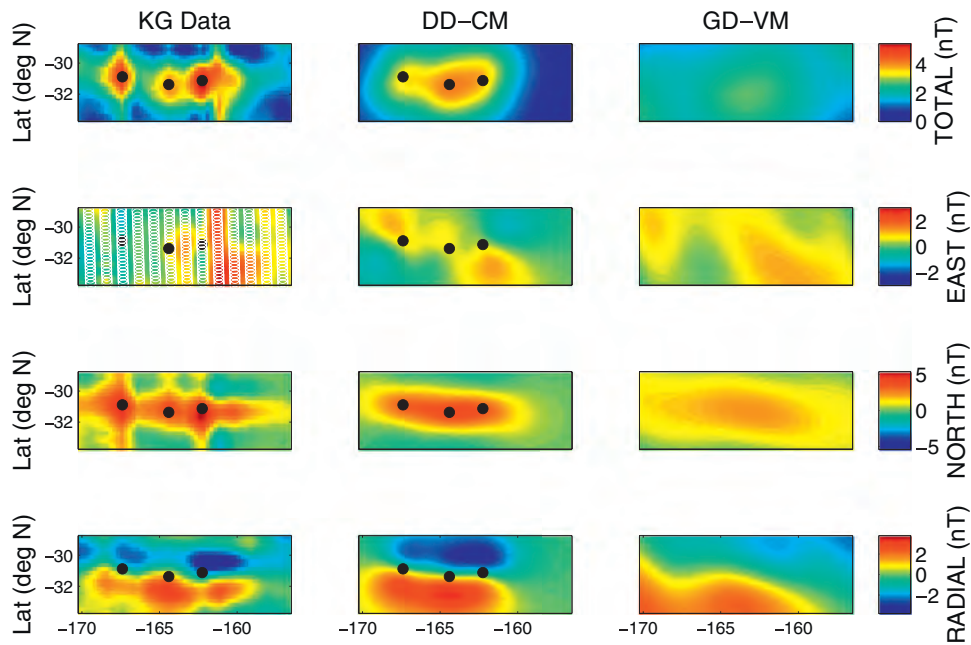 KG Data
DD–CM
GD–VM
Lat (deg N)
−30
−32
4
2
0
TOTAL (nT)
Lat (deg N)
−30
−32
2
0
−2
EAST (nT)
Lat (deg N)
−30
−32
5
0
−5
NORTH (nT)
Lat (deg N)
−30
−32
2
0
−2
RADIAL (nT)
−170
−165
−160
−170
−165
−160
−170
−165
−160